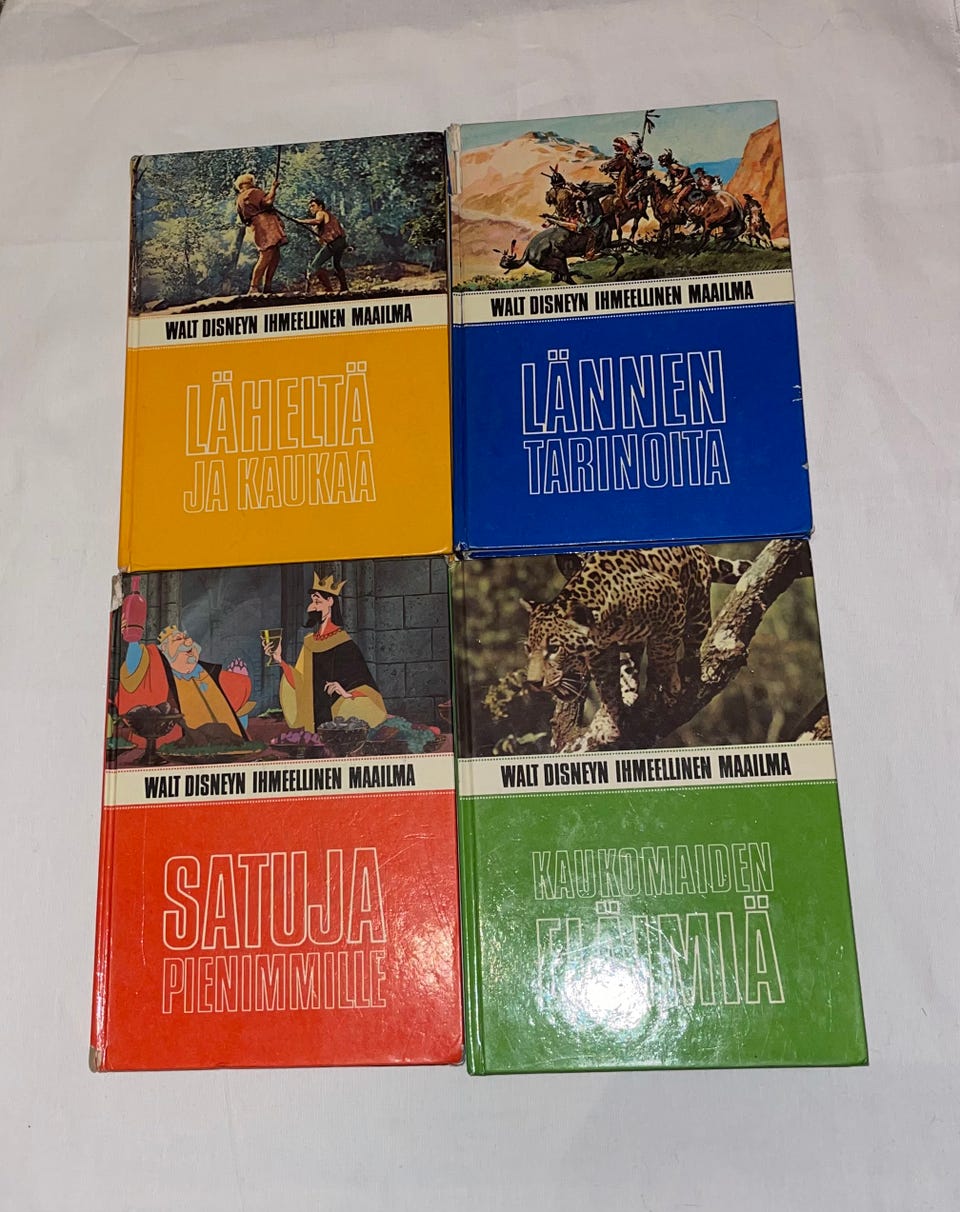 WALT DISNEYN IHMEELLINEN MAAILMA
LÄHELTÄ
JA KAUKAA
WALT DISNEYN IHMEELLINEN MAAILMA
LÄNNEN
TARINOITA
WALT DISNEYN IHMEELLINEN MAAILMA
SATUJA
PIENIMMILLE
WALT DISNEYN IHMEELLINEN MAAILMA
KAUKOMAIDEN
ELÄIMIÄ